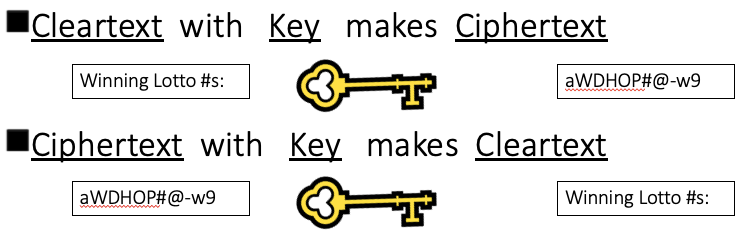 Cleartext with Key makes Ciphertext
Winning Lotto #s: aWDHOP#@-w9
Ciphertext with Key makes Cleartext
aWDHOP#@-w9 Winning Lotto #s: